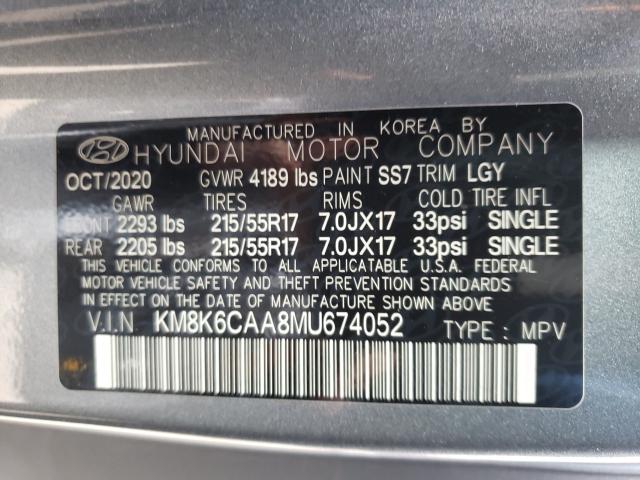 MANUFACTURED IN KOREA BY
HYUNDAI MOTOR COMPANY
OCT/2020 GVWR 4189 lbs PAINT SS7 TRIM LGY
GAWR TIRES RIMS COLD TIRE INFL
FRONT 2293 lbs 215/55R17 7.0JX17 33psi SINGLE
REAR 2205 lbs 215/55R17 7.0JX17 33psi SINGLE
THIS VEHICLE CONFORMS TO ALL APPLICABLE U.S.A. FEDERAL
MOTOR VEHICLE SAFETY & THEFT PREVENTION STANDARDS
IN EFFECT ON THE DATE OF MANUFACTURE SHOWN ABOVE.
V.I.N KM8K6CAA8MU674052 TYPE : MPV